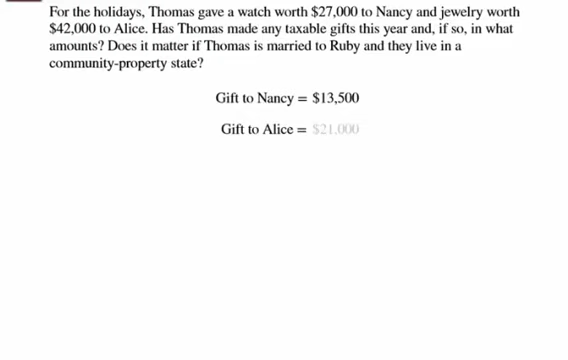 For the holidays, Thomas gave a watch worth $27,000 to Nancy and jewelry worth
$42,000 to Alice. Has Thomas made any taxable gifts this year and, if so, in what
amounts? Does it matter if Thomas is married to Ruby and they live in a
community-property state?
Gift to Nancy = $13,500
Gift to Alice = $21,000